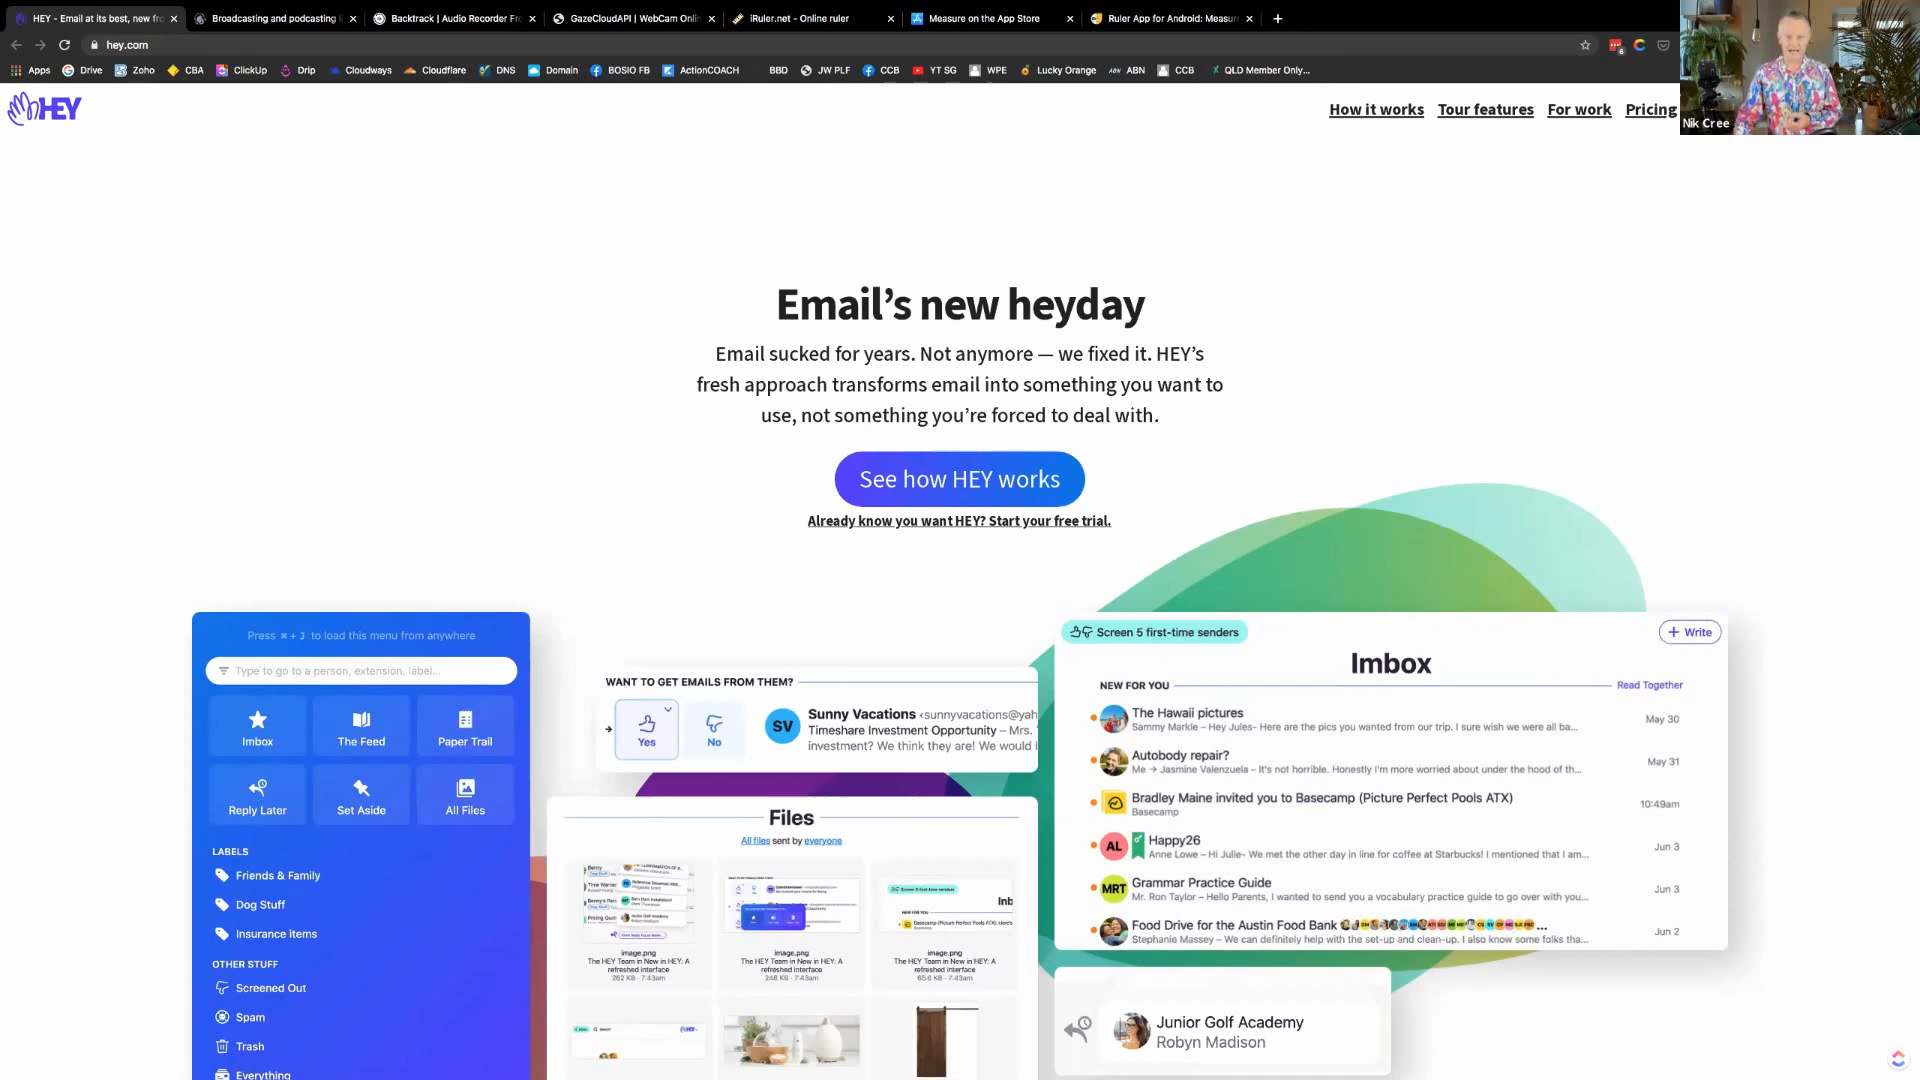 HEY - Email at its best, new fro
Broadcasting and podcasting
Backtrack | Audio Recorder Fr
GazeCloudAPI | WebCam Onli
iRuler.net - Online ruler
Measure on the App Store
Ruler App for Android: Measur
hey.com
Apps
Drive
Zoho
CBA
ClickUp
Drip
Cloudways
Cloudflare
DNS
Domain
BOSIO FB
ActionCOACH
BBD
JW PLF
CCB
YT SG
WPE
Lucky Orange
ABN
CCB
QLD Member Only...
Nik Cree
HEY
How it works
Tour features
For work
Pricing
Email’s new heyday
Email sucked for years. Not anymore — we fixed it. HEY’s
fresh approach transforms email into something you want to
use, not something you’re forced to deal with.
See how HEY works
Already know you want HEY? Start your free trial.
Press ⌘ + J to load this menu from anywhere
Type to go to a person, extension, label...
Imbox
The Feed
Paper Trail
Reply Later
Set Aside
All Files
LABELS
Friends & Family
Dog Stuff
Insurance items
OTHER STUFF
Screened Out
Spam
Trash
Everything
WANT TO GET EMAILS FROM THEM?
Yes
No
SV
Sunny Vacations <sunnyvacations@yah
Timeshare Investment Opportunity – Mrs.
investment? We think they are! We would
Files
All files sent by everyone
image.png
The HEY Team in New in HEY: A
refreshed interface
262 KB · 7:43am
image.png
The HEY Team in New in HEY: A
refreshed interface
248 KB · 7:43am
image.png
The HEY Team in New in HEY: A
refreshed interface
65.6 KB · 7:43am
Screen 5 first-time senders
Write
Imbox
NEW FOR YOU
Read Together
The Hawaii pictures
Sammy Markle – Hey Jules- Here are the pics you wanted from our trip. I sure wish we were all ba...
May 30
Autobody repair?
Me → Jasmine Valenzuela – It's not horrible. Honestly I'm more worried about under the hood of th...
May 31
Bradley Maine invited you to Basecamp (Picture Perfect Pools ATX)
Basecamp
10:49am
AL
Happy26
Anne Lowe – Hi Julie- We met the other day in line for coffee at Starbucks! I mentioned that I am...
Jun 3
MRT
Grammar Practice Guide
Mr. Ron Taylor – Hello Parents, I wanted to send you a vocabulary practice guide to go over with you...
Jun 3
Food Drive for the Austin Food Bank
...
Stephanie Massey – We can definitely help with the set-up and clean-up. I also know some folks tha...
Jun 2
Junior Golf Academy
Robyn Madison